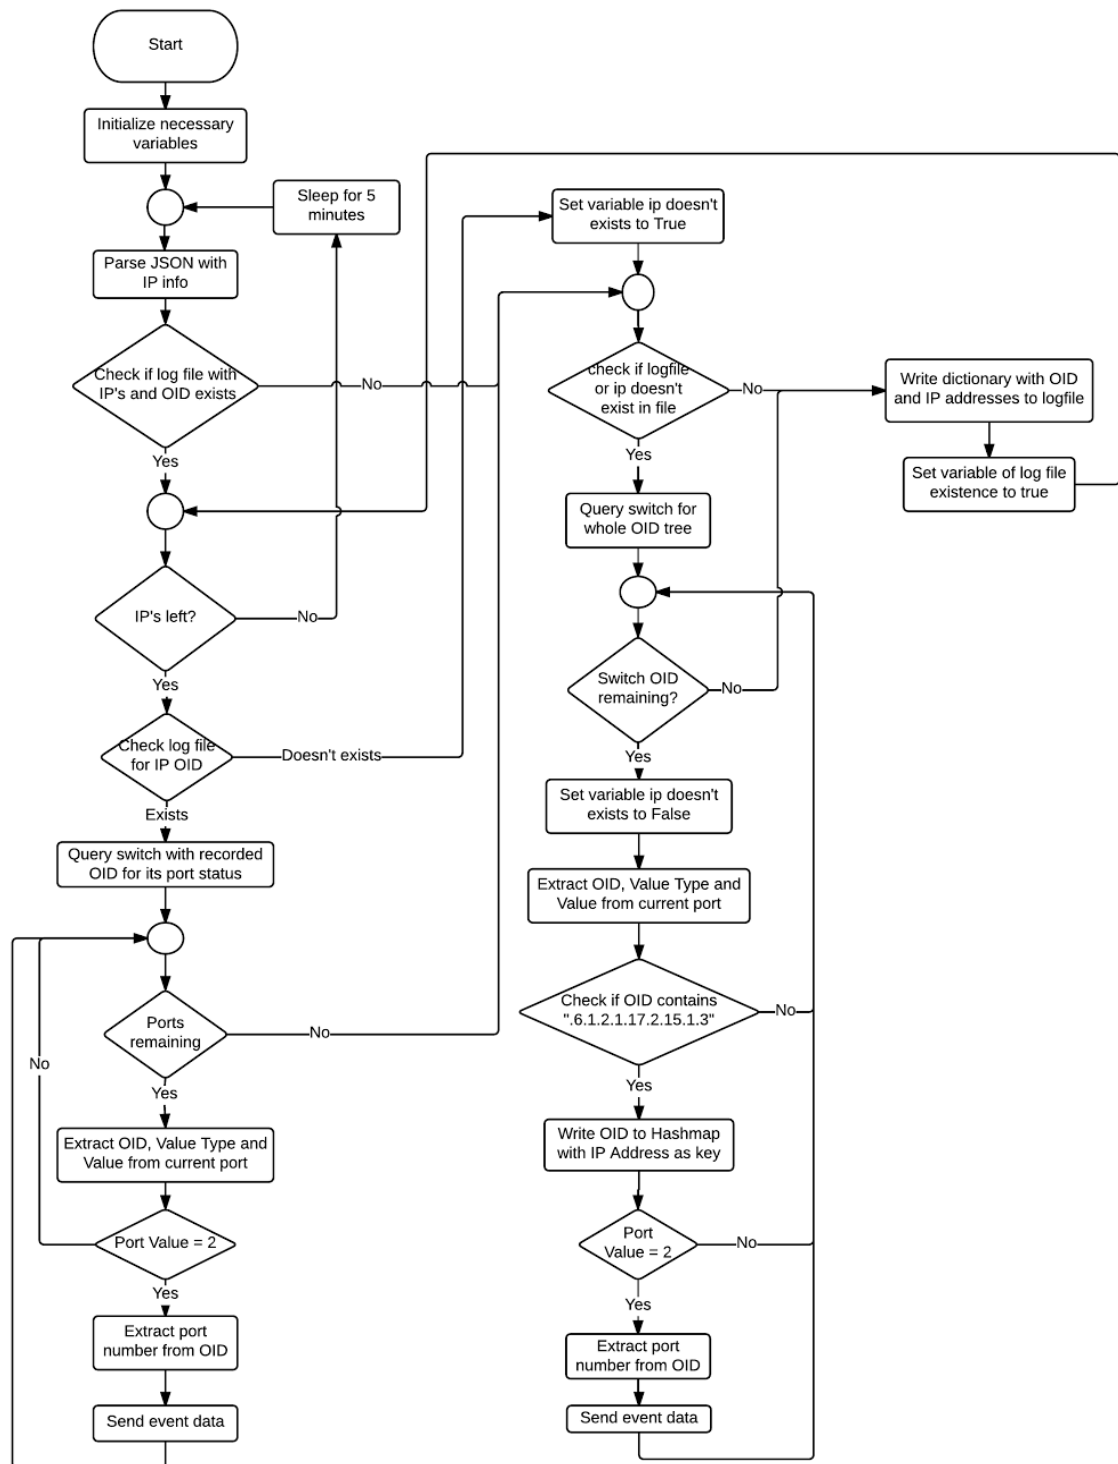 Start
Initialize necessary
variables
Sleep for 5
minutes
Parse JSON with
IP info
Check if log file with
IP's and OID exists
No
Yes
IP's left?
No
Yes
Check log file
for IP OID
Doesn't exists
Exists
Query switch with recorded
OID for its port status
Ports
remaining
No
No
Yes
Extract OID, Value Type and
Value from current port
Port Value = 2
Yes
Extract port
number from OID
Send event data
Set variable ip doesn't
exists to True
check if logfile
or ip doesn't
exist in file
No
Yes
Write dictionary with OID
and IP addresses to logfile
Set variable of log file
existence to true
Query switch for
whole OID tree
Switch OID
remaining?
No
Yes
Set variable ip doesn't
exists to False
Extract OID, Value Type and
Value from current port
Check if OID contains
".6.1.2.1.17.2.15.1.3"
No
Yes
Write OID to Hashmap
with IP Address as key
Port
Value = 2
No
Yes
Extract port
number from OID
Send event data